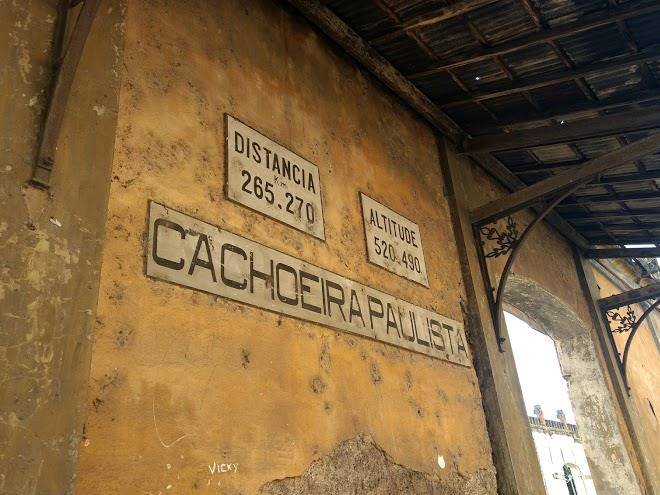 DISTANCIA
Km
265.270
ALTITUDE
520.490
CACHOEIRA PAULISTA
VICKY